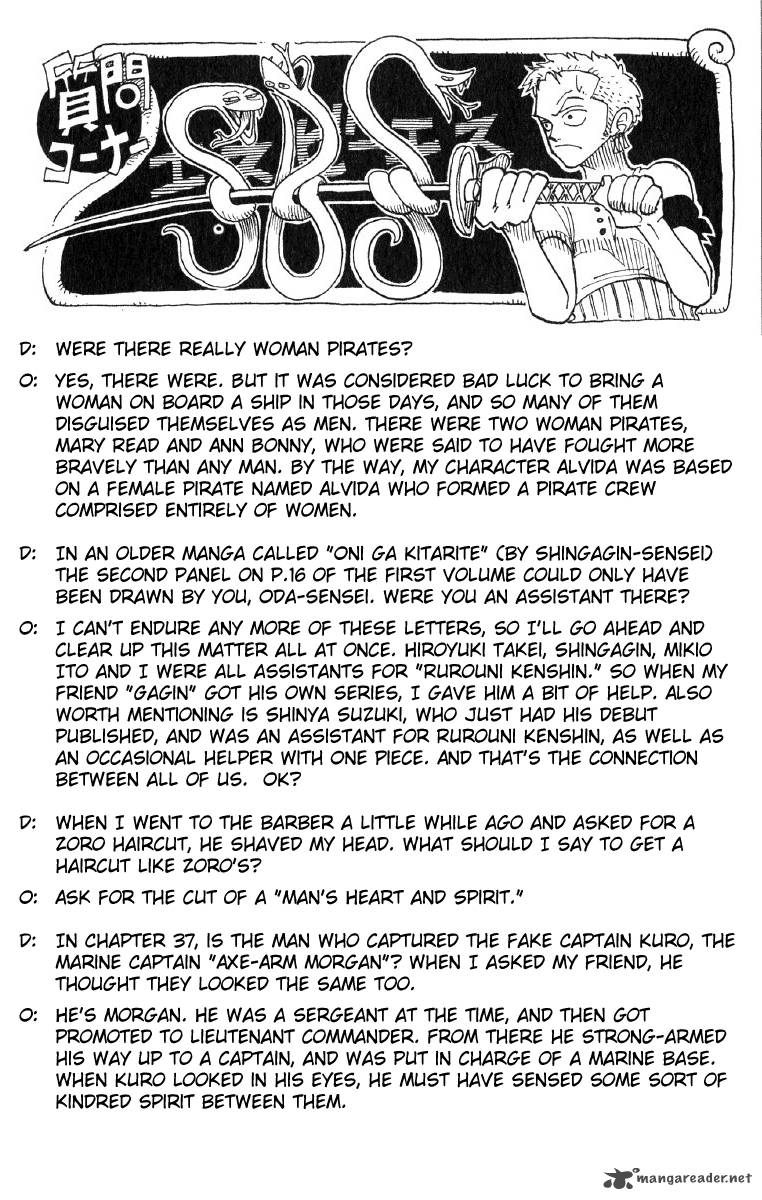 質問
コーナー
SBS
エスビーエス
D: WERE THERE REALLY WOMAN PIRATES?
O: YES, THERE WERE. BUT IT WAS CONSIDERED BAD LUCK TO BRING A
WOMAN ON BOARD A SHIP IN THOSE DAYS, AND SO MANY OF THEM
DISGUISED THEMSELVES AS MEN. THERE WERE TWO WOMAN PIRATES,
MARY READ AND ANN BONNY, WHO WERE SAID TO HAVE FOUGHT MORE
BRAVELY THAN ANY MAN. BY THE WAY, MY CHARACTER ALVIDA WAS BASED
ON A FEMALE PIRATE NAMED ALVIDA WHO FORMED A PIRATE CREW
COMPRISED ENTIRELY OF WOMEN.
D: IN AN OLDER MANGA CALLED "ONI GA KITARITE" (BY SHINGAGIN-SENSEI)
THE SECOND PANEL ON P.16 OF THE FIRST VOLUME COULD ONLY HAVE
BEEN DRAWN BY YOU, ODA-SENSEI. WERE YOU AN ASSISTANT THERE?
O: I CAN'T ENDURE ANY MORE OF THESE LETTERS, SO I'LL GO AHEAD AND
CLEAR UP THIS MATTER ALL AT ONCE. HIROYUKI TAKEI, SHINGAGIN, MIKIO
ITO AND I WERE ALL ASSISTANTS FOR "RUROUNI KENSHIN." SO WHEN MY
FRIEND "GAGIN" GOT HIS OWN SERIES, I GAVE HIM A BIT OF HELP. ALSO
WORTH MENTIONING IS SHINYA SUZUKI, WHO JUST HAD HIS DEBUT
PUBLISHED, AND WAS AN ASSISTANT FOR RUROUNI KENSHIN, AS WELL AS
AN OCCASIONAL HELPER WITH ONE PIECE. AND THAT'S THE CONNECTION
BETWEEN ALL OF US. OK?
D: WHEN I WENT TO THE BARBER A LITTLE WHILE AGO AND ASKED FOR A
ZORO HAIRCUT, HE SHAVED MY HEAD. WHAT SHOULD I SAY TO GET A
HAIRCUT LIKE ZORO'S?
O: ASK FOR THE CUT OF A "MAN'S HEART AND SPIRIT."
D: IN CHAPTER 37, IS THE MAN WHO CAPTURED THE FAKE CAPTAIN KURO, THE
MARINE CAPTAIN "AXE-ARM MORGAN"? WHEN I ASKED MY FRIEND, HE
THOUGHT THEY LOOKED THE SAME TOO.
O: HE'S MORGAN. HE WAS A SERGEANT AT THE TIME, AND THEN GOT
PROMOTED TO LIEUTENANT COMMANDER. FROM THERE HE STRONG-ARMED
HIS WAY UP TO A CAPTAIN, AND WAS PUT IN CHARGE OF A MARINE BASE.
WHEN KURO LOOKED IN HIS EYES, HE MUST HAVE SENSED SOME SORT OF
KINDRED SPIRIT BETWEEN THEM.
mangareader.net